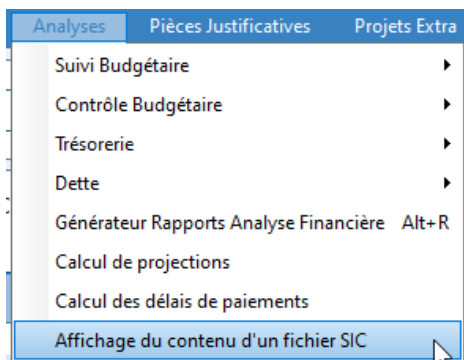 Analyses Pièces Justificatives Projets Extra
Suivi Budgétaire
Contrôle Budgétaire
Trésorerie
Dette
Générateur Rapports Analyse Financière Alt+R
Calcul de projections
Calcul des délais de paiements
Affichage du contenu d'un fichier SIC